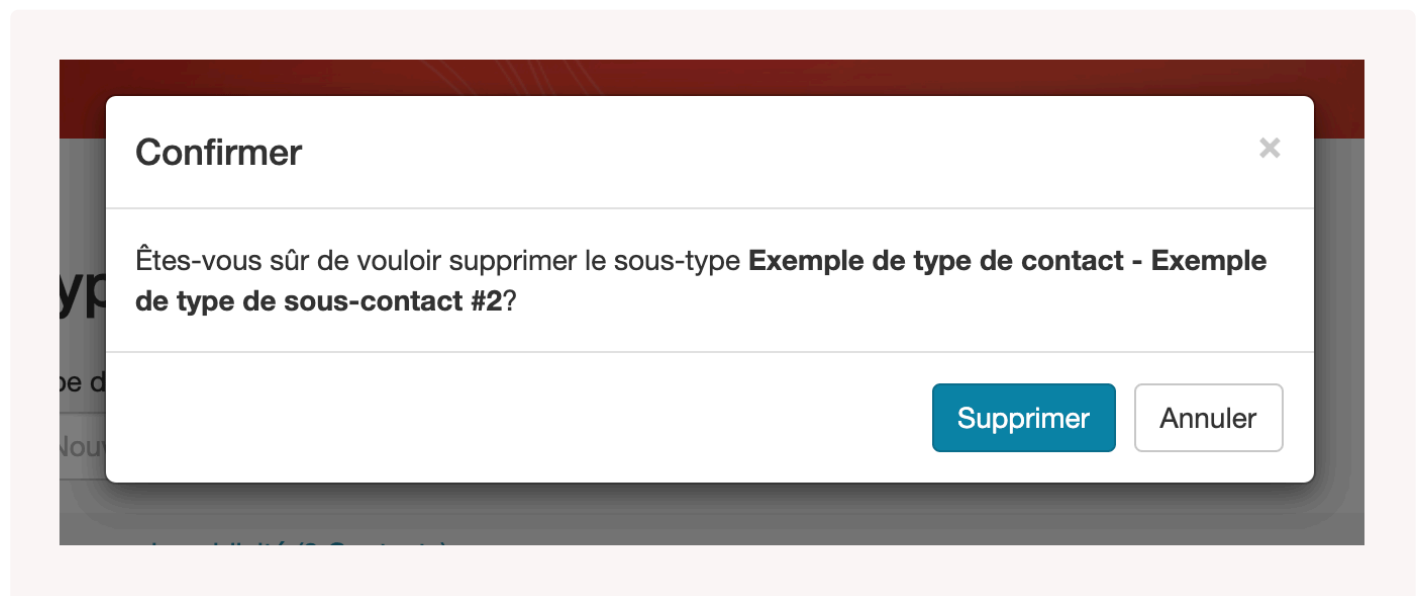 Confirmer
×
Êtes-vous sûr de vouloir supprimer le sous-type Exemple de type de contact - Exemple
de type de sous-contact #2?
Supprimer Annuler